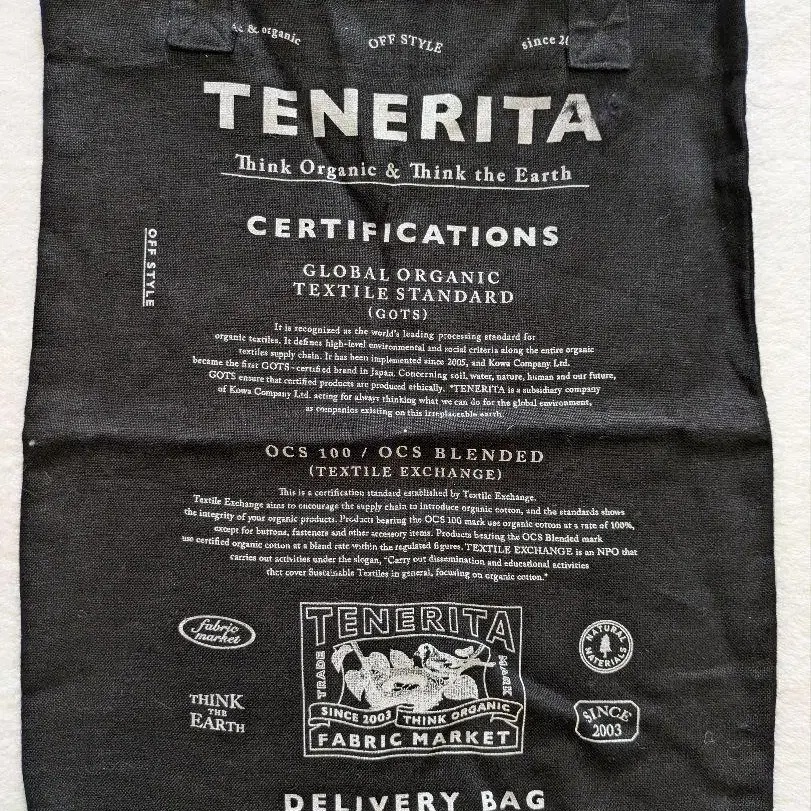 & organic
OFF STYLE
since 20
TENERITA
Think Organic & Think the Earth
CERTIFICATIONS
OFF STYLE
GLOBAL ORGANIC
TEXTILE STANDARD
(GOTS)
It is recognized as the world's leading processing standard for
organic textiles. It defines high-level environmental and social criteria along the entire organic
textiles supply chain. It has been implemented since 2005, and Kowa Company Ltd.
became the first GOTS-certified brand in Japan. Concerning soil, water, nature, human and our future,
GOTS ensure that certified products are produced ethically. *TENERITA is a subsidiary company
of Kowa Company Ltd. acting for always thinking what we can do for the global environment,
as companies existing on this irreplaceable earth.
OCS 100 / OCS BLENDED
(TEXTILE EXCHANGE)
This is a certification standard established by Textile Exchange.
Textile Exchange aims to encourage the supply chain to introduce organic cotton, and the standards shows
the integrity of your organic products. Products bearing the OCS 100 mark use organic cotton at a rate of 100%,
except for buttons, fasteners and other accessory items. Products bearing the OCS Blended mark
use certified organic cotton at a blend rate within the regulated figures. TEXTILE EXCHANGE is an NPO that
carries out activities under the slogan, "Carry out dissemination and educational activities
that cover Sustainable Textiles in general, focusing on organic cotton."
fabric
market
THINK
THE
EARTH
TENERITA
TRADE
MARK
SINCE 2003 THINK ORGANIC
FABRIC MARKET
NATURAL
MATERIALS
SINCE
2003
DELIVERY BAG